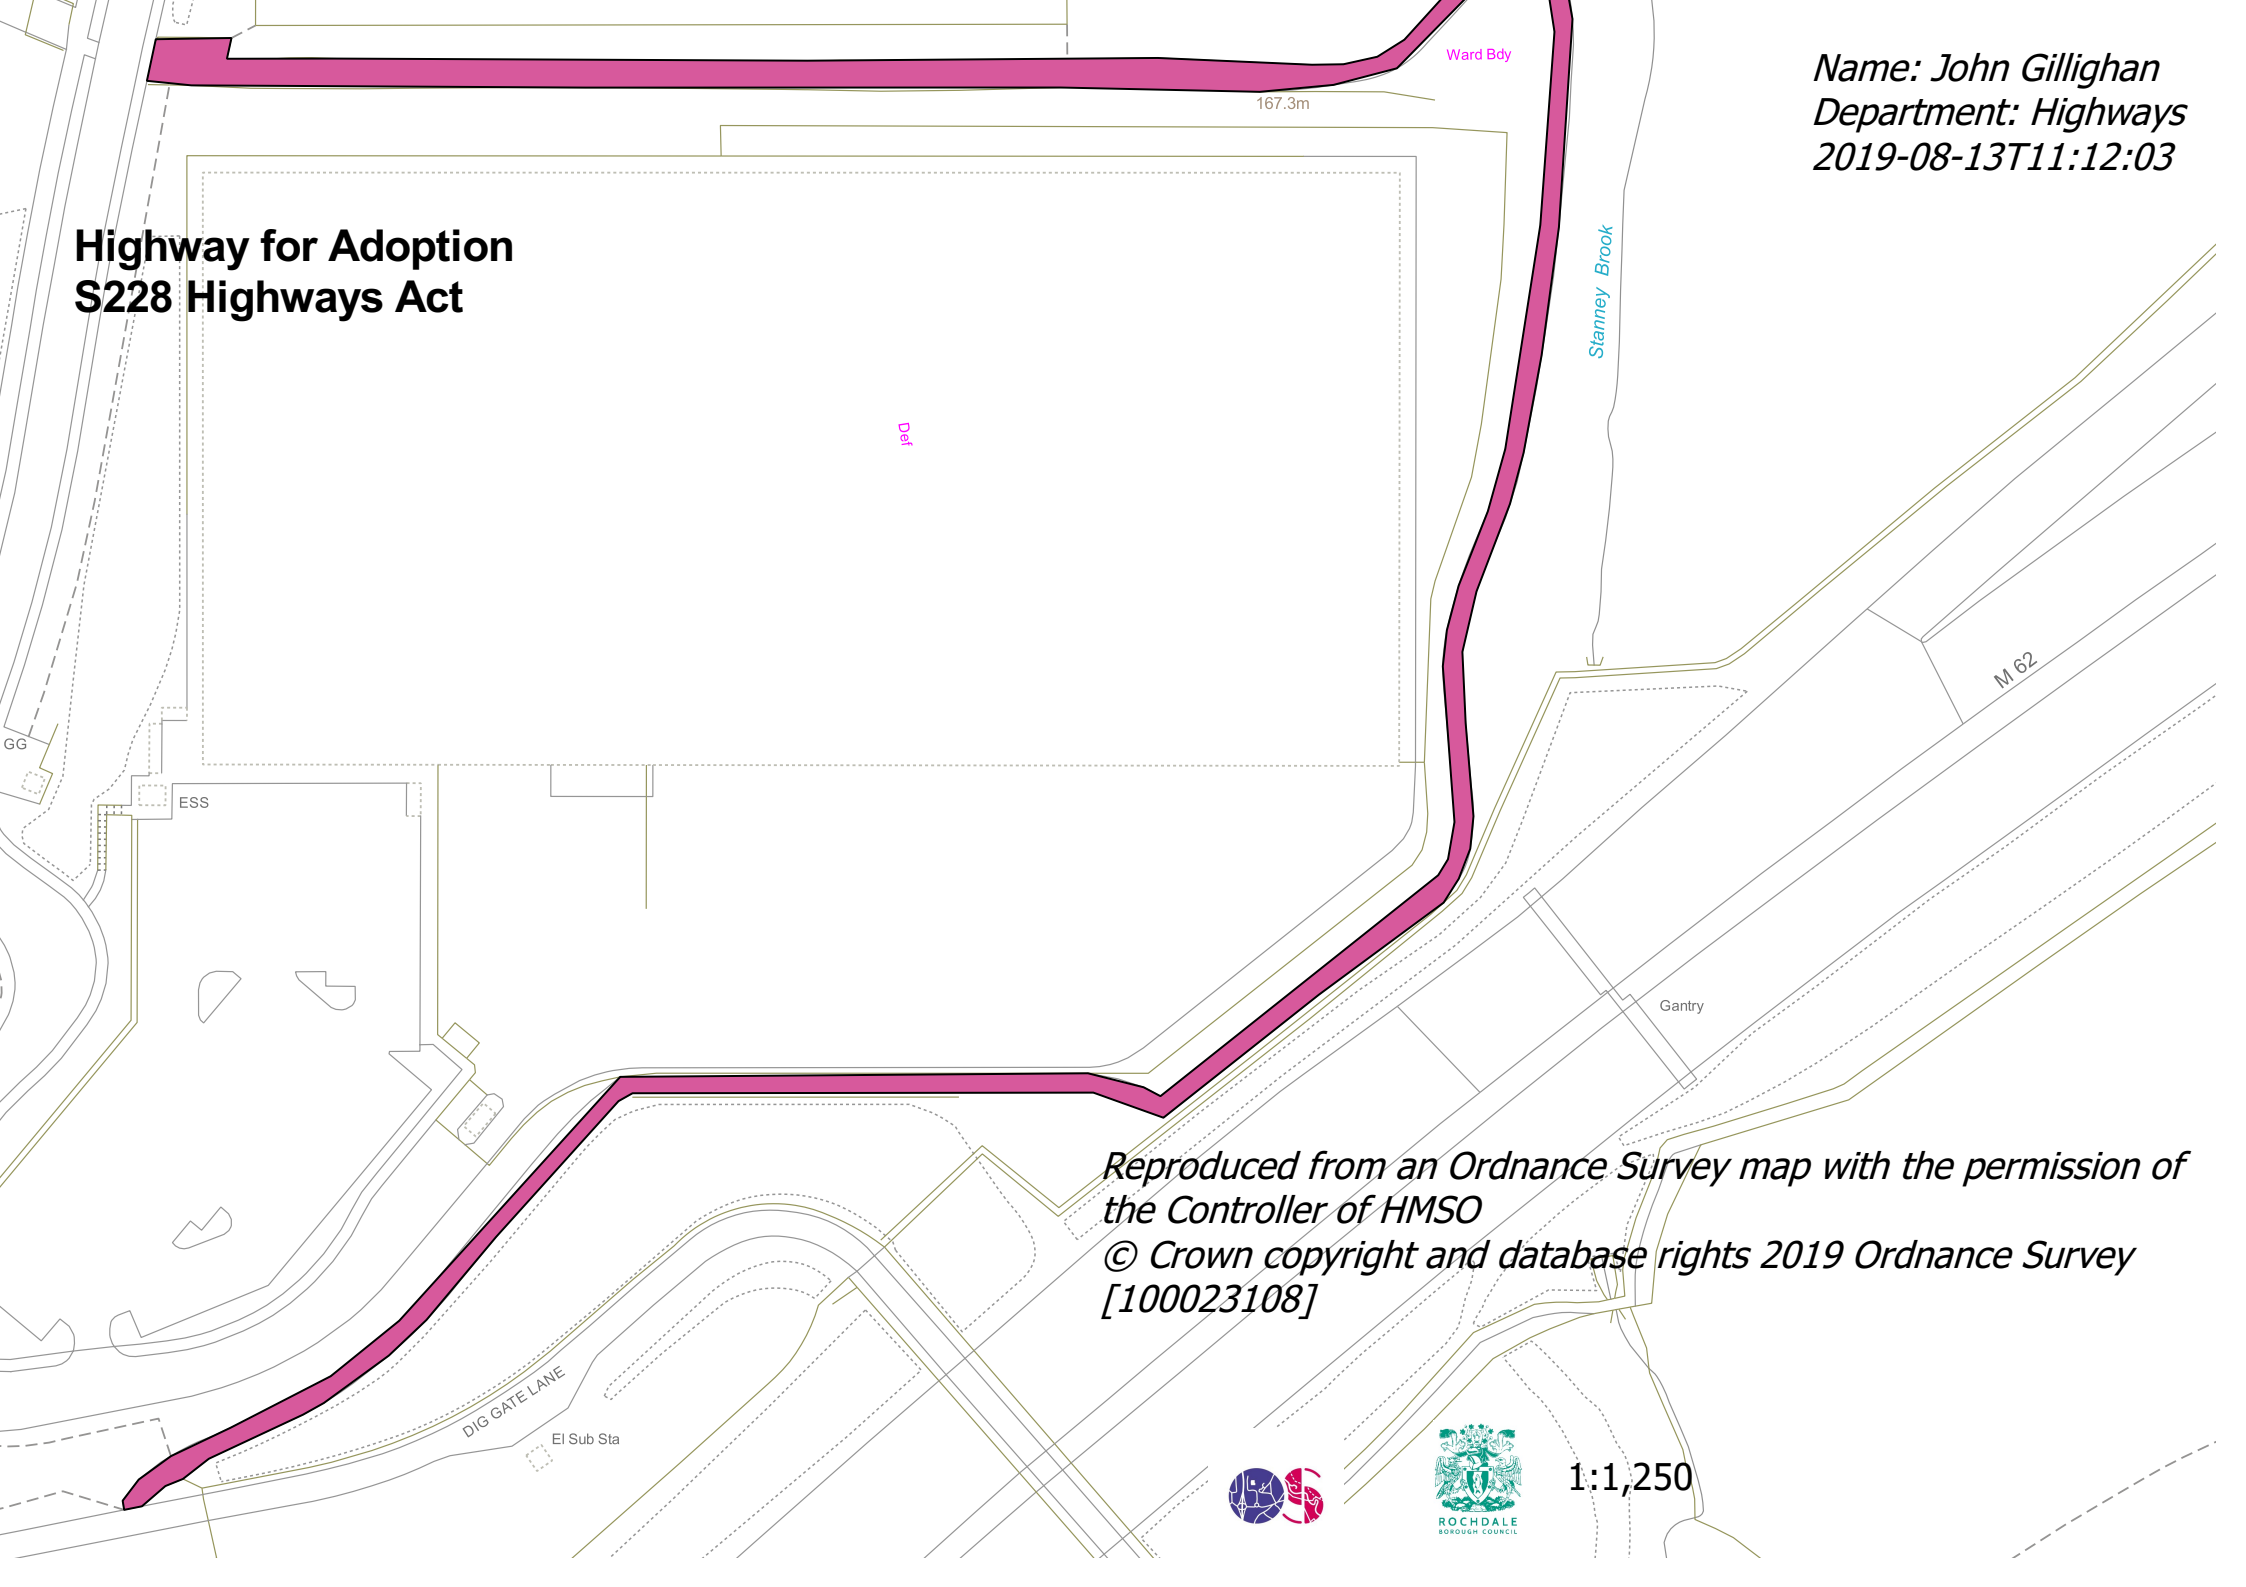 Ward Bdy
167.3m
Name: John Gillighan
Department: Highways
2019-08-13T11:12:03
Highway for Adoption
S228 Highways Act
Stanney Brook
Def
M 62
GG
ESS
Gantry
Reproduced from an Ordnance Survey map with the permission of
the Controller of HMSO
© Crown copyright and database rights 2019 Ordnance Survey
[100023108]
DIG GATE LANE
El Sub Sta
OS
ROCHDALE
BOROUGH COUNCIL
1:1,250